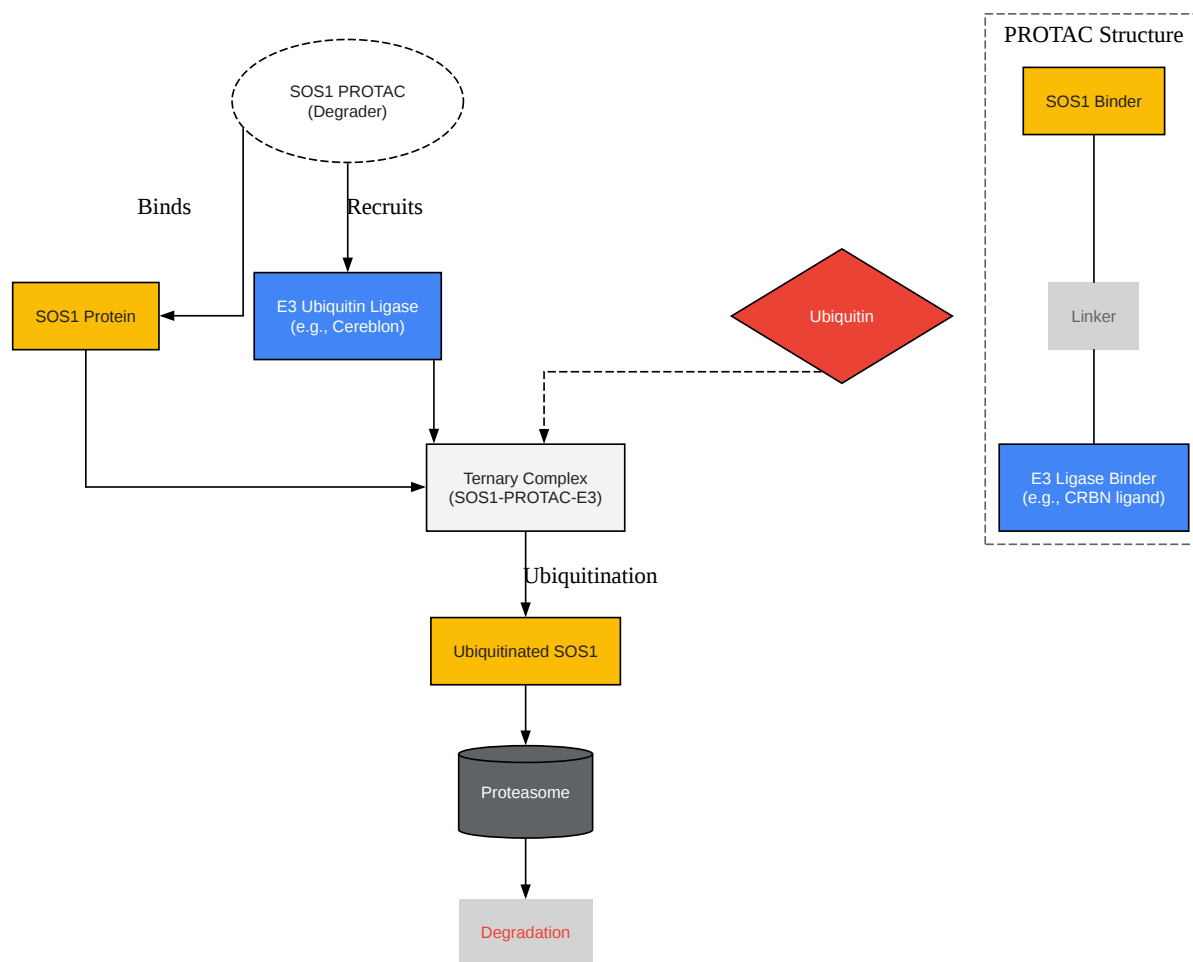 PROTAC Structure
SOS1 PROTAC
(Degrader)
SOS1 Binder
Binds
Recruits
SOS1 Protein
E3 Ubiquitin Ligase
(e.g., Cereblon)
Ubiquitin
Linker
Ternary Complex
(SOS1-PROTAC-E3)
E3 Ligase Binder
(e.g., CRBN ligand)
Ubiquitination
Ubiquitinated SOS1
Proteasome
Degradation